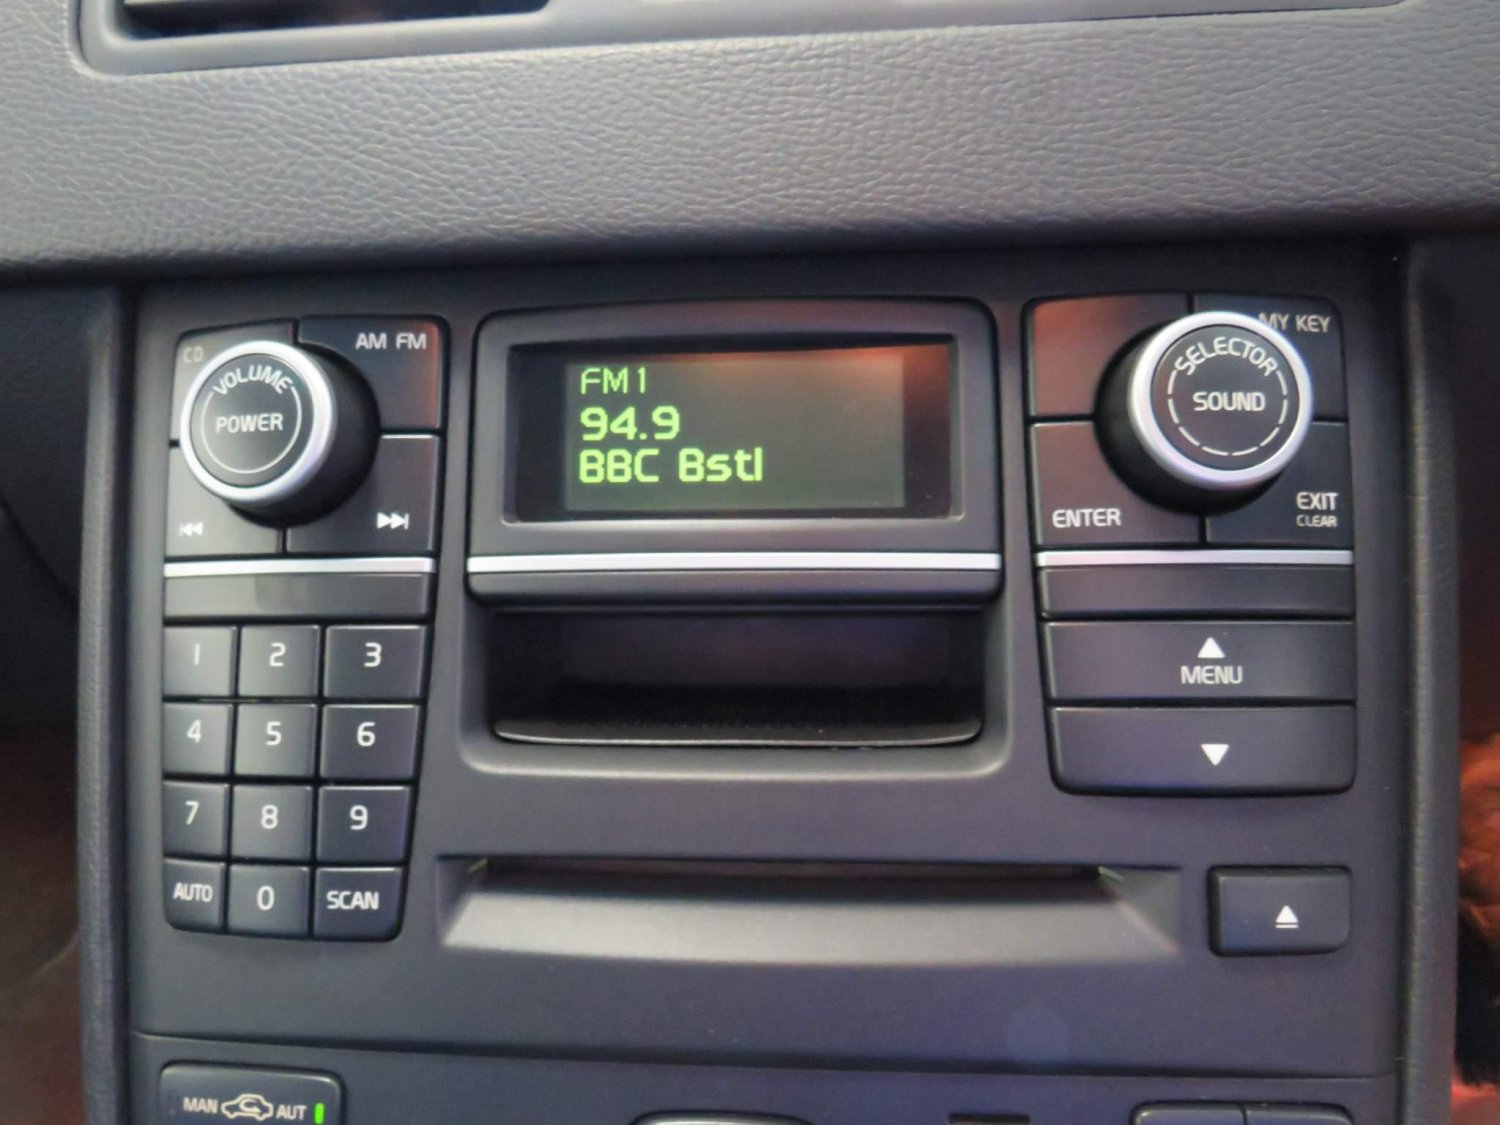 CD
AM FM
VOLUME
POWER
FM1
94.9
BBC Bstl
MY KEY
SELECTOR
SOUND
ENTER
EXIT
CLEAR
1 2 3
4 5 6
7 8 9
AUTO 0 SCAN
MENU
MAN AUT